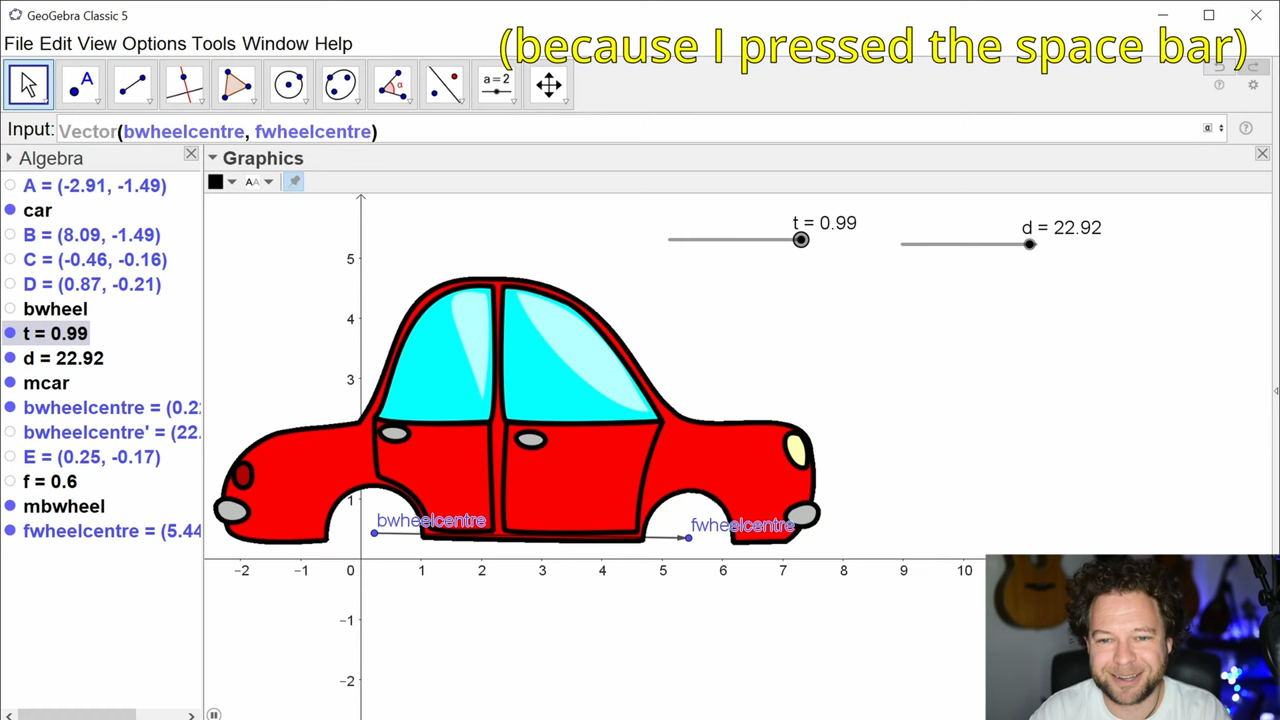 GeoGebra Classic 5
(because I pressed the space bar)
File Edit View Options Tools Window Help
A
α
a=2
Input: Vector(bwheelcentre, fwheelcentre)
α
Algebra
Graphics
AA
A = (-2.91, -1.49)
car
B = (8.09, -1.49)
C = (-0.46, -0.16)
D = (0.87, -0.21)
bwheel
t = 0.99
d = 22.92
mcar
bwheelcentre = (0.2
bwheelcentre' = (22.
E = (0.25, -0.17)
f = 0.6
mbwheel
fwheelcentre = (5.44
t = 0.99
d = 22.92
5
4
3
1
bwheelcentre
fwheelcentre
−2 −1 0 1 2 3 4 5 6 7 8 9 10
−1
−2